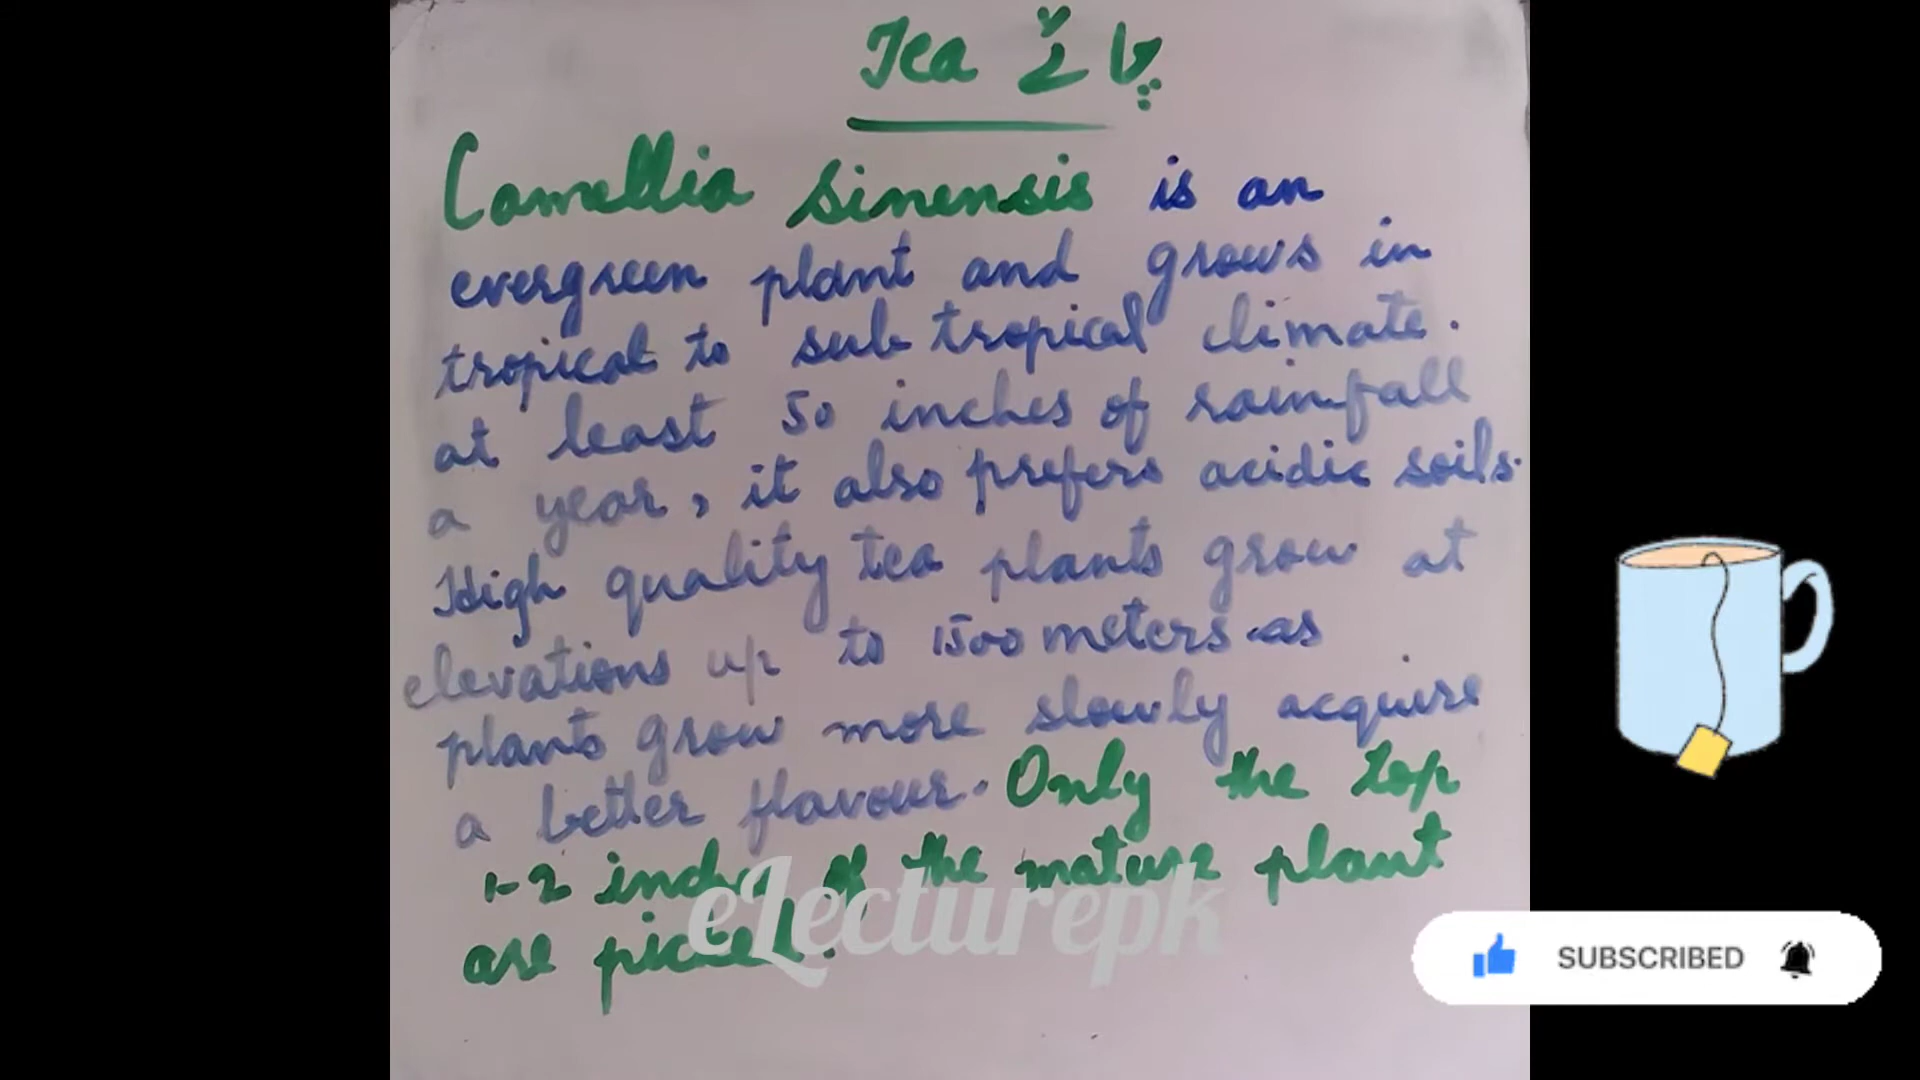 Tea چائے
Camellia sinensis is an
evergreen plant and grows in
tropical to sub tropical climate.
at least 50 inches of rainfall
a year, it also prefers acidic soils.
High quality tea plants grow at
elevations up to 1500 meters as
plants grow more slowly acquire
a better flavour. Only the top
1-2 inches of the mature plant
are picked.
eLecturepk
SUBSCRIBED